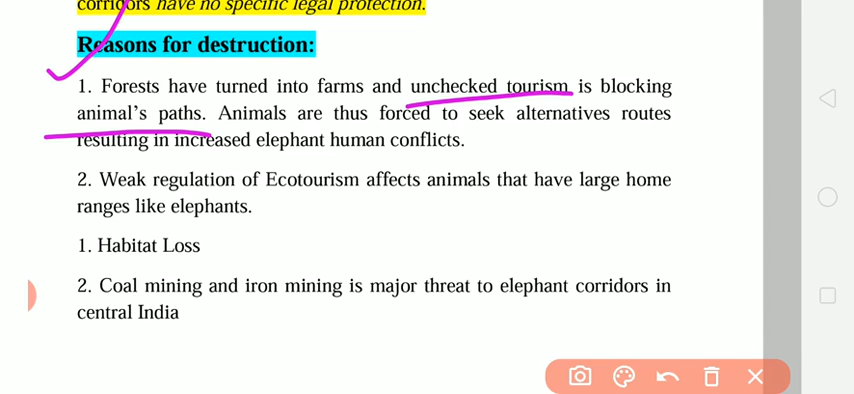 corridors have no specific legal protection.
Reasons for destruction:
1. Forests have turned into farms and unchecked tourism is blocking
animal's paths. Animals are thus forced to seek alternatives routes
resulting in increased elephant human conflicts.
2. Weak regulation of Ecotourism affects animals that have large home
ranges like elephants.
1. Habitat Loss
2. Coal mining and iron mining is major threat to elephant corridors in
central India